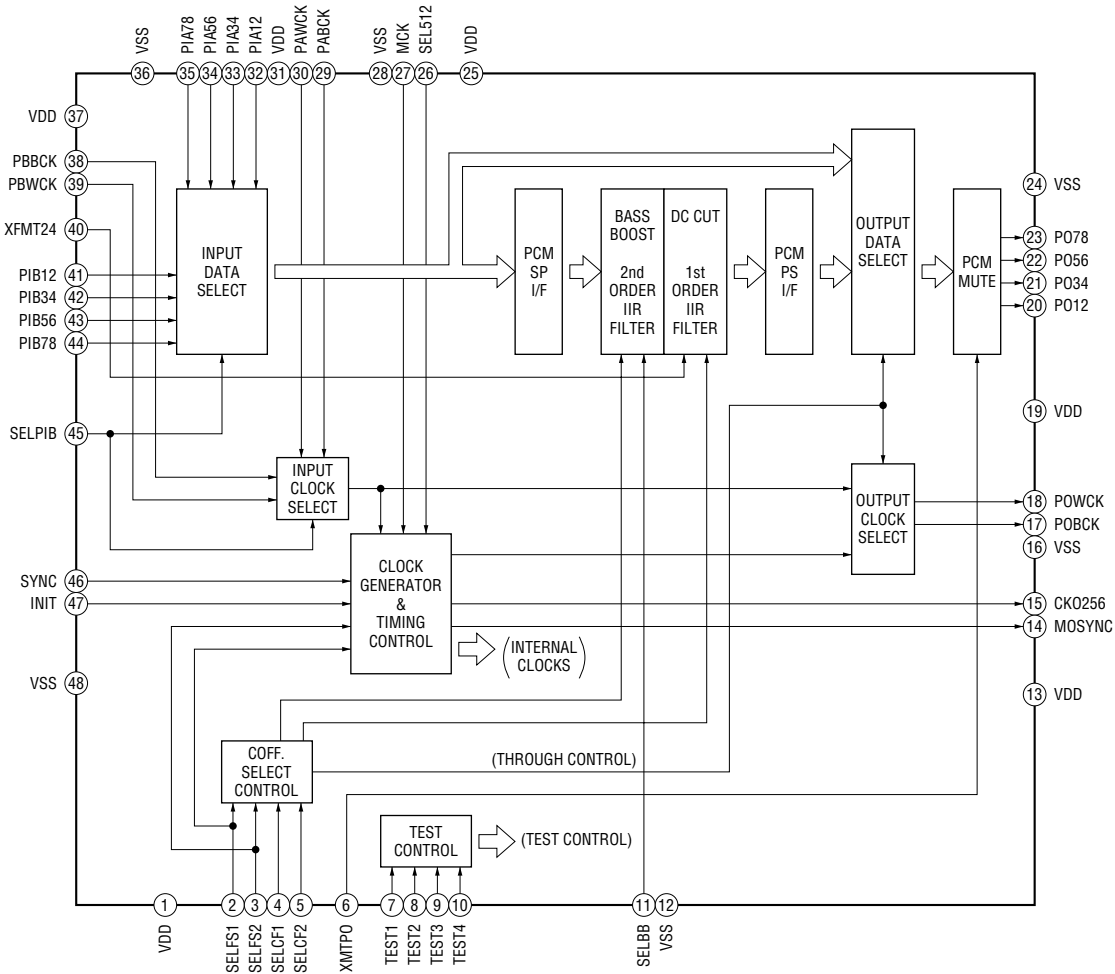 VSS
PIA78
PIA56
PIA34
PIA12
VDD
PAWCK
PABCK
VSS
MCK
SEL512
VDD
36
35
34
33
32
31
30
29
28
27
26
25
VDD 37
PBBCK 38
PBWCK 39
XFMT24 40
PIB12 41
PIB34 42
PIB56 43
PIB78 44
SELPIB 45
SYNC 46
INIT 47
VSS 48
INPUT
DATA
SELECT
PCM
SP
I/F
BASS
BOOST
2nd
ORDER
IIR
FILTER
DC CUT
1st
ORDER
IIR
FILTER
PCM
PS
I/F
OUTPUT
DATA
SELECT
PCM
MUTE
24 VSS
23 PO78
22 PO56
21 PO34
20 PO12
19 VDD
18 POWCK
17 POBCK
16 VSS
15 CKO256
14 MOSYNC
13 VDD
INPUT
CLOCK
SELECT
OUTPUT
CLOCK
SELECT
CLOCK
GENERATOR
&
TIMING
CONTROL
(INTERNAL
CLOCKS)
COFF.
SELECT
CONTROL
(THROUGH CONTROL)
TEST
CONTROL
(TEST CONTROL)
1
2
3
4
5
6
7
8
9
10
11
12
VDD
SELFS1
SELFS2
SELCF1
SELCF2
XMTPO
TEST1
TEST2
TEST3
TEST4
SELBB
VSS